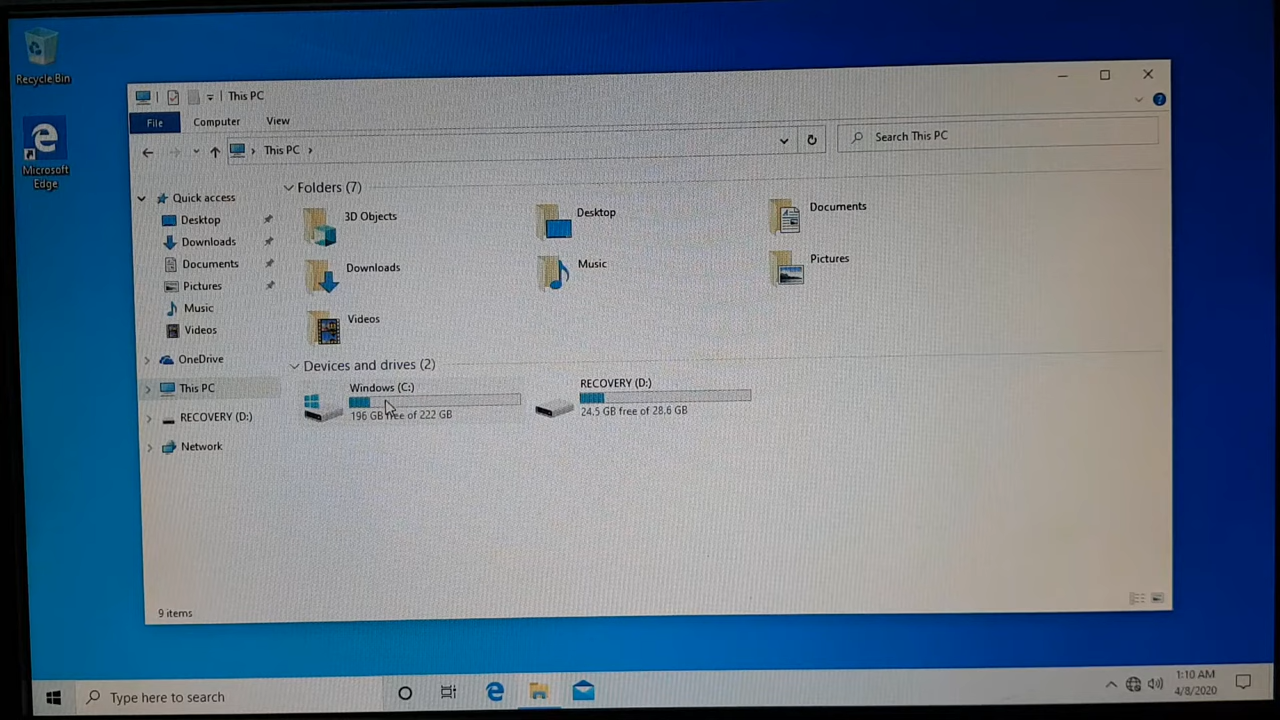 Recycle Bin
Microsoft
Edge
This PC
File Computer View
This PC
Search This PC
Quick access
Desktop
Downloads
Documents
Pictures
Music
Videos
OneDrive
This PC
RECOVERY (D:)
Network
Folders (7)
3D Objects
Desktop
Documents
Downloads
Music
Pictures
Videos
Devices and drives (2)
Windows (C:)
196 GB free of 222 GB
RECOVERY (D:)
24.5 GB free of 28.6 GB
9 items
Type here to search
1:10 AM
4/8/2020